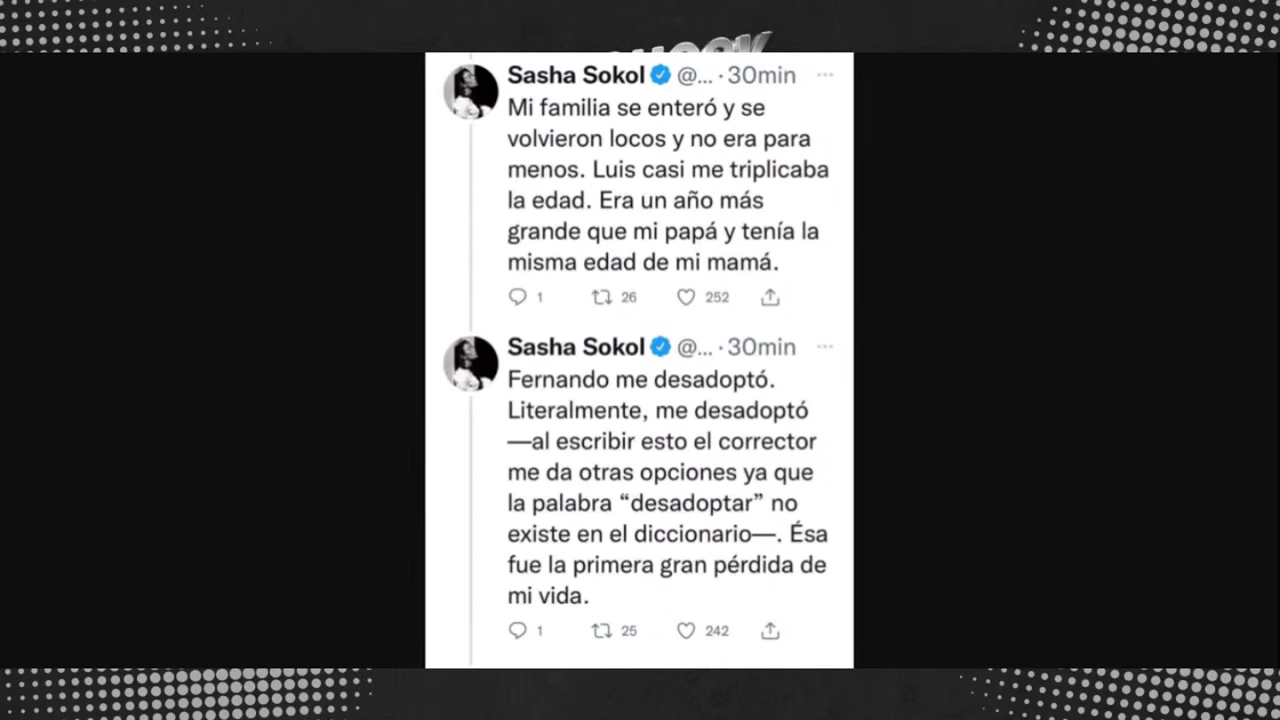 Sasha Sokol @... · 30min
Mi familia se enteró y se
volvieron locos y no era para
menos. Luis casi me triplicaba
la edad. Era un año más
grande que mi papá y tenía la
misma edad de mi mamá.
1 26 252
Sasha Sokol @... · 30min
Fernando me desadoptó.
Literalmente, me desadoptó
—al escribir esto el corrector
me da otras opciones ya que
la palabra “desadoptar” no
existe en el diccionario—. Ésa
fue la primera gran pérdida de
mi vida.
1 25 242